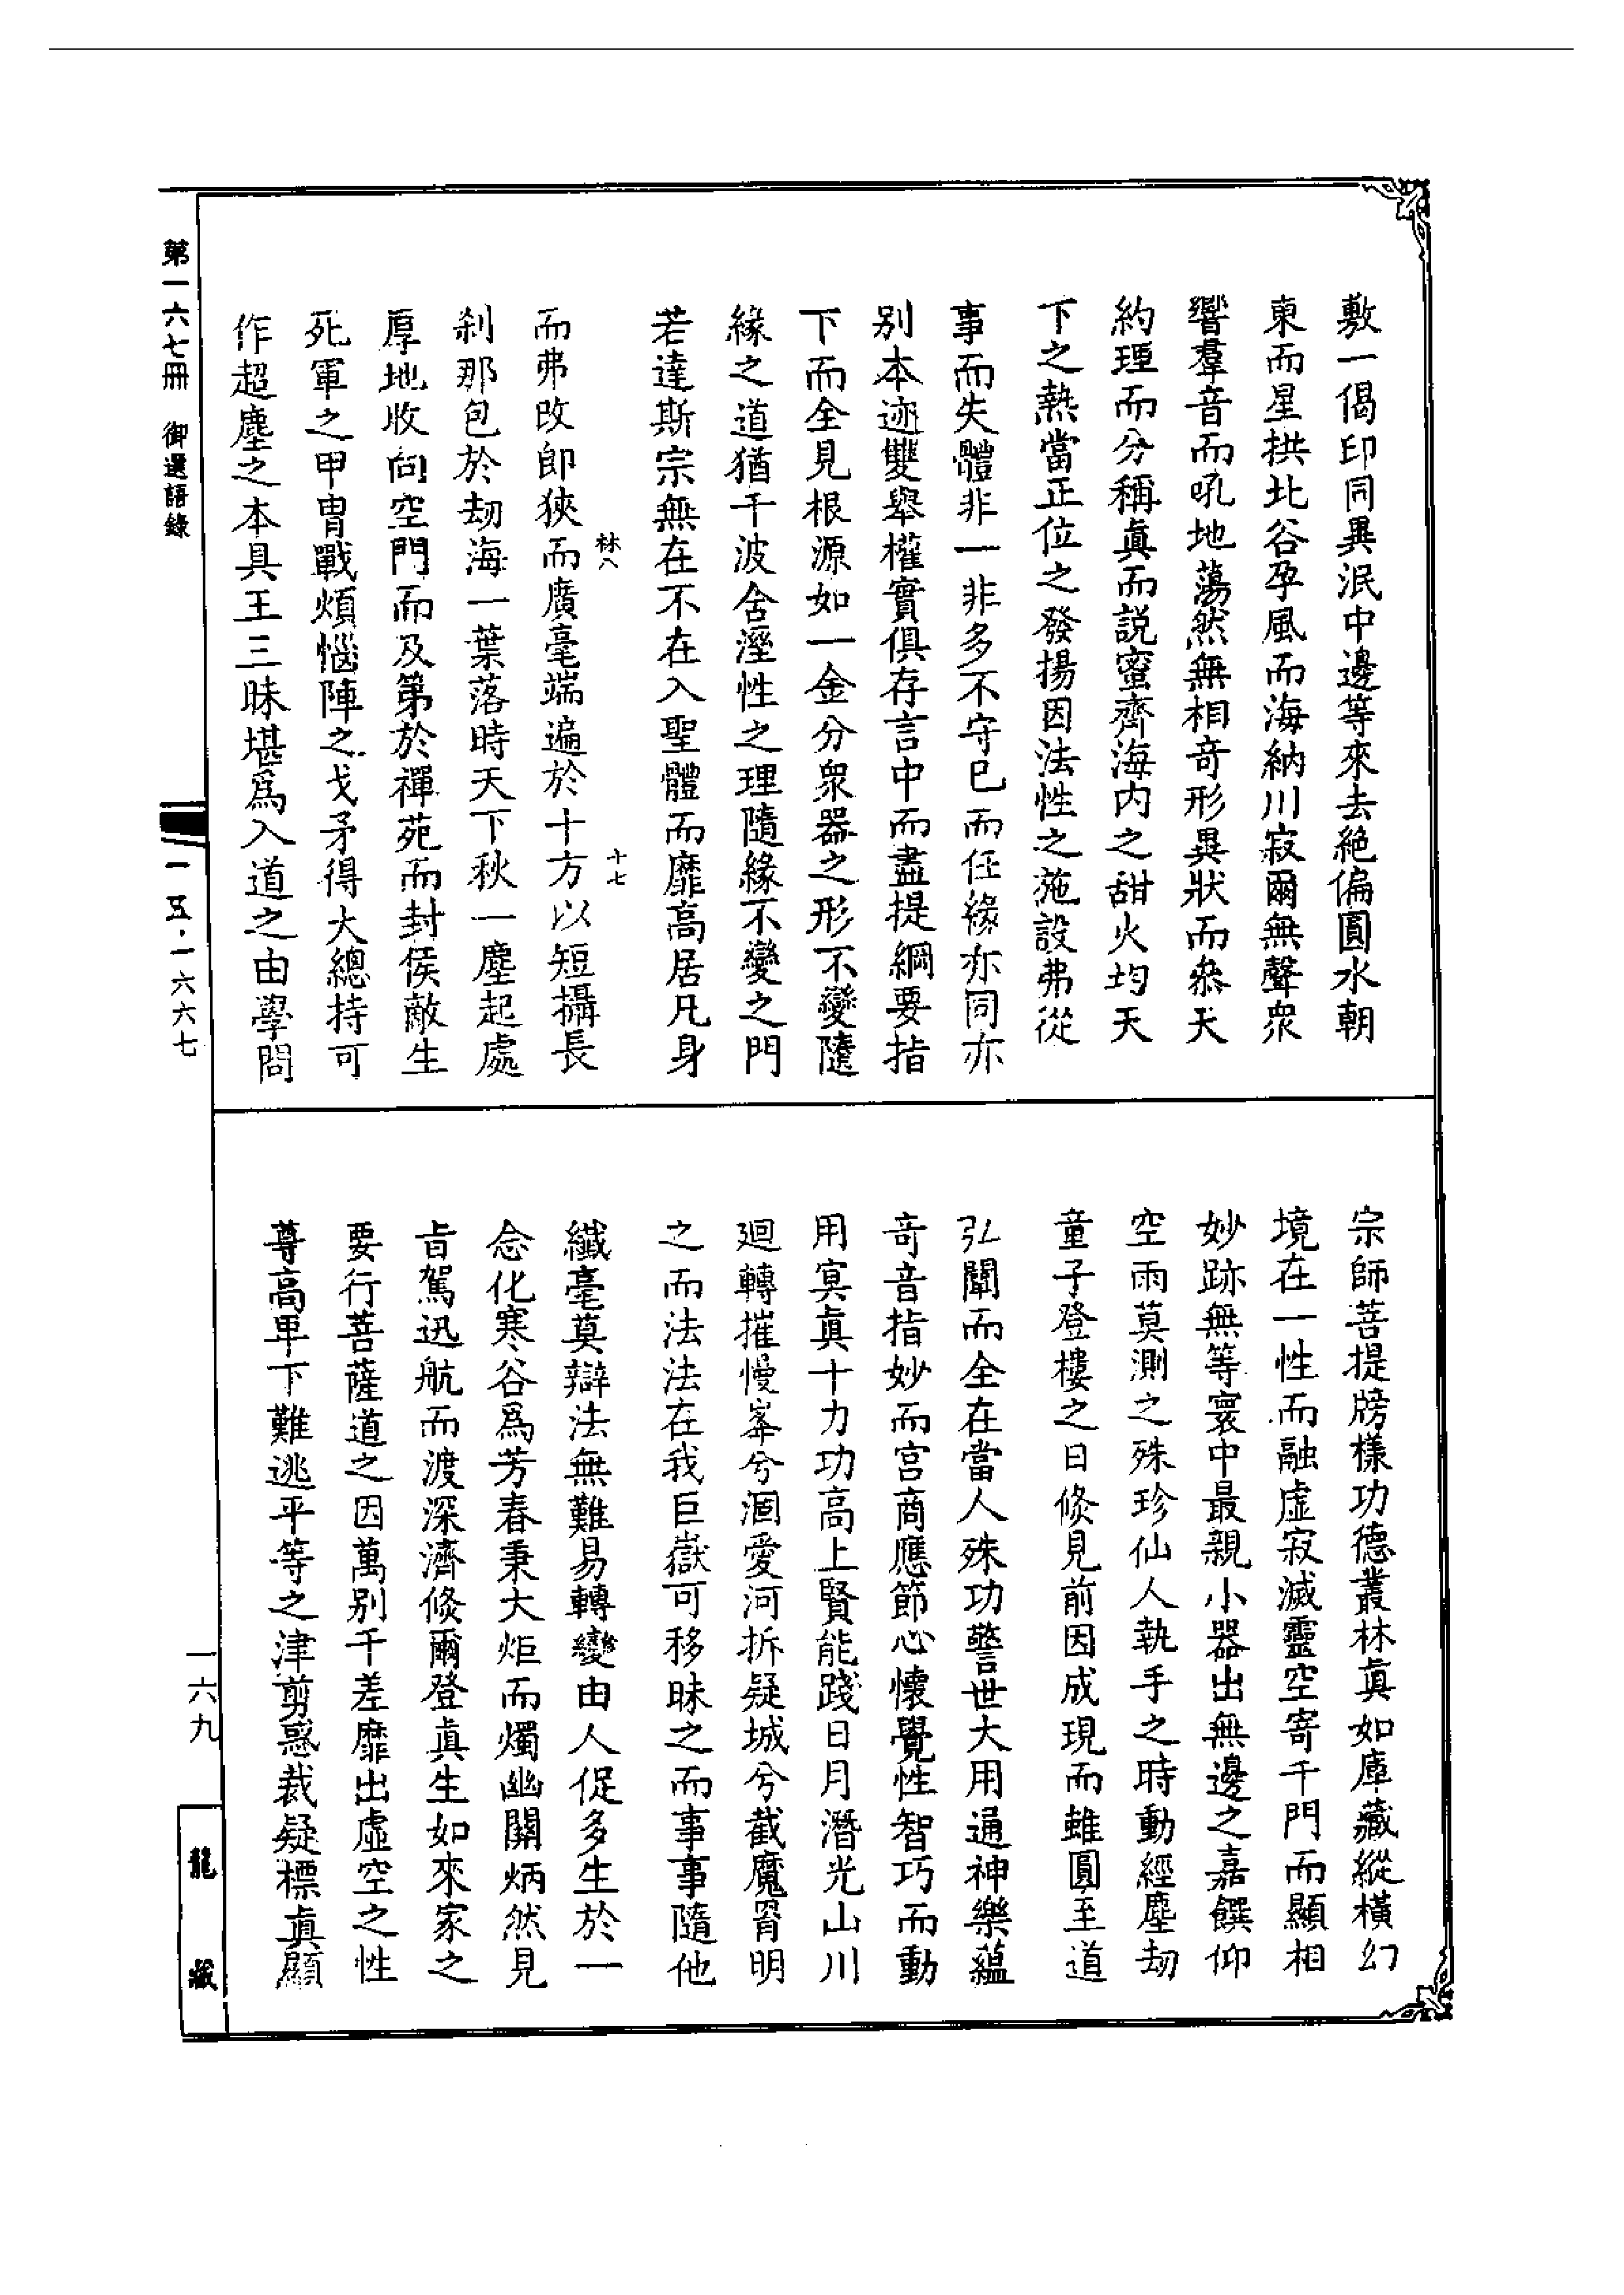 敷一偈印同異泯中邊等來去絕偏圓水朝
東而星拱北谷孕風而海納川寂爾無聲衆
響羣音而吼地蕩然無相奇形異狀而叅天
約理而分稱眞而説蜜齊海内之甜火均天
下之熱當正位之發揚因法性之施設弗從
事而失體非一非多不守已而任緣亦同亦
别本迹雙舉權實俱存言中而盡提綱要指
下而全見根源如一金分衆器之形不變隨
緣之道猶千波含溼性之理隨緣不變之門
若達斯宗無在不在入聖體而靡高居凡身
而弗改卽狹而廣毫端遍於十方以短攝長
林八
十七
刹那包於劫海一葉落時天下秋一塵起處
厚地收向空門而及第於禪苑而封侯敵生
死軍之甲胄戰煩惱陣之戈矛得大總持可
作超塵之本具王三昧堪爲入道之由學問
宗師菩提牓樣功德叢林眞如庫藏縱橫幻
境在一性而融虛寂滅靈空寄千門而顯相
妙跡無等寰中最親小器出無邊之嘉饌仰
空雨莫測之殊珍仙人執手之時動經塵劫
童子登樓之日倐見前因成現而雖圓至道
弘闡而全在當人殊功警世大用通神樂蘊
奇音指妙而宫商應節心懷覺性智巧而動
用冥眞十力功高上賢能踐日月潛光山川
迴轉摧慢峯兮涸愛河拆疑城兮截魔罥明
之而法法在我巨嶽可移昧之而事事隨他
纖毫莫辯法無難易轉變由人促多生於一
念化寒谷爲芳春秉大炬而燭幽關炳然見
旨駕迅航而渡深濟倐爾登眞生如來家之
要行菩薩道之因萬别千差靡出虛空之性
尊高卑下難逃平等之津剪惑裁疑標眞顯
第一六七冊 御選語錄
一五·一六六七
一六九
龍藏